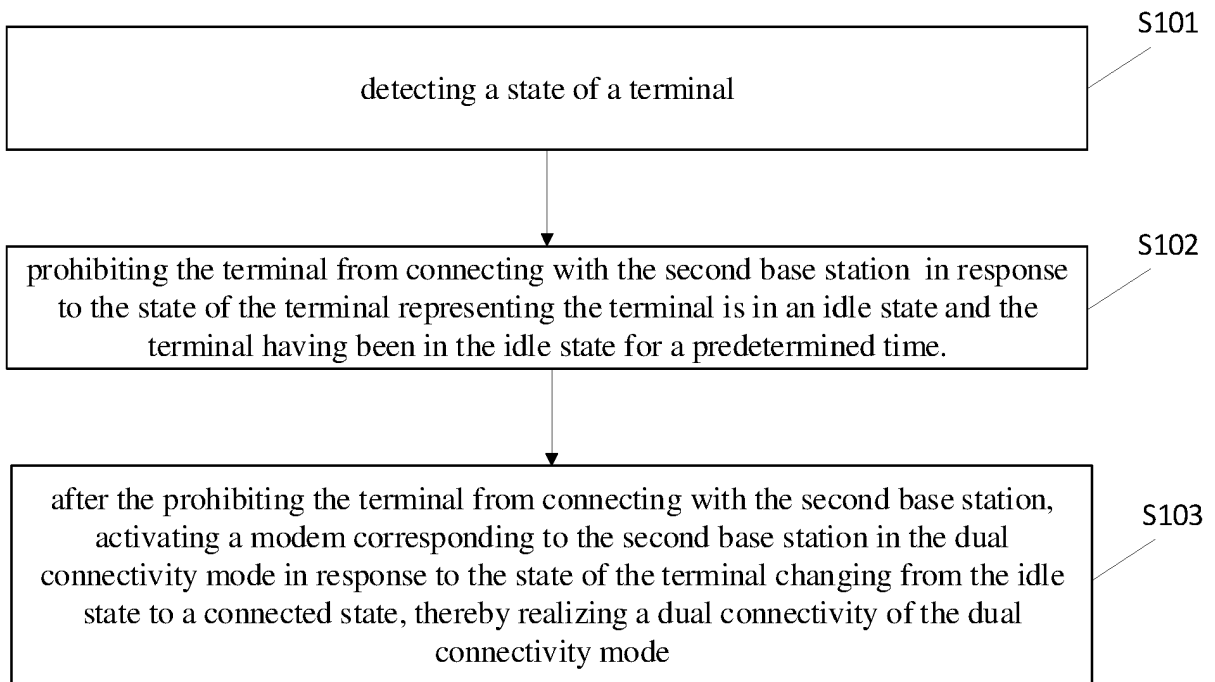 S101
detecting a state of a terminal
S102
prohibiting the terminal from connecting with the second base station in response
to the state of the terminal representing the terminal is in an idle state and the
terminal having been in the idle state for a predetermined time.
S103
after the prohibiting the terminal from connecting with the second base station,
activating a modem corresponding to the second base station in the dual
connectivity mode in response to the state of the terminal changing from the idle
state to a connected state, thereby realizing a dual connectivity of the dual
connectivity mode